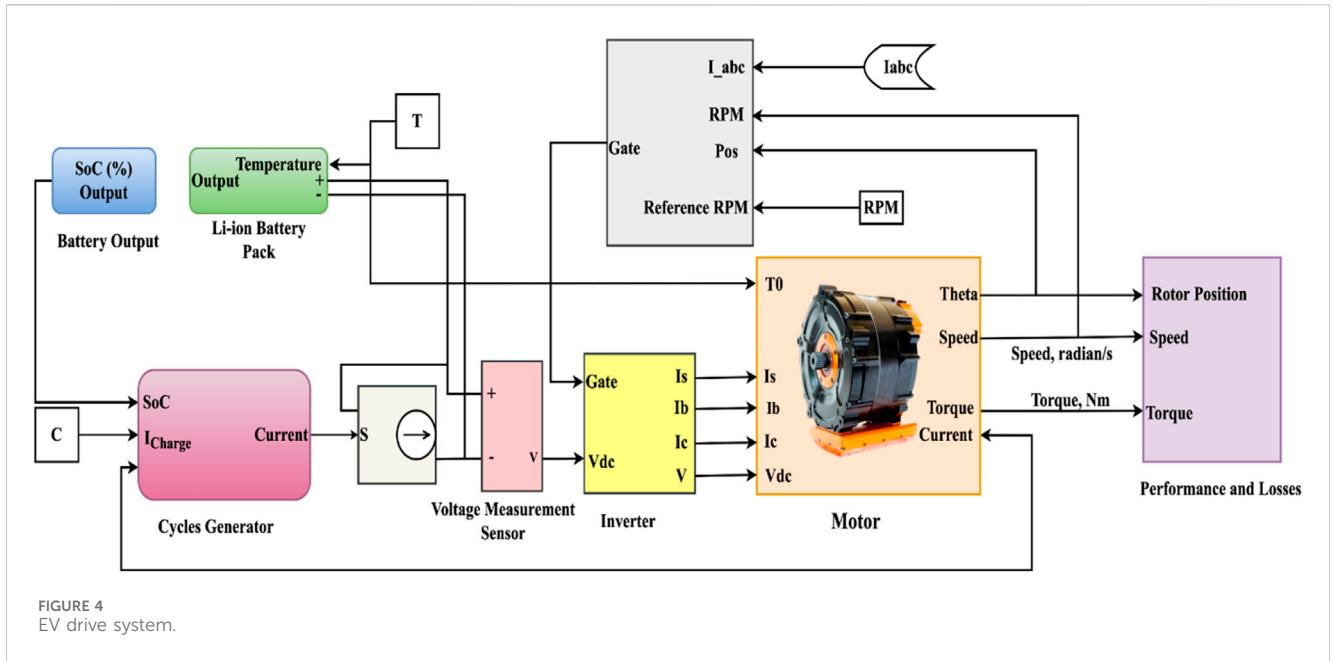 I_abc
Iabc
RPM
Gate
Pos
Reference RPM
RPM
T
SoC (%)
Output
Battery Output
Temperature
Output
+
-
Li-ion Battery
Pack
SoC
C
I_Charge
Current
Cycles Generator
S
+
-
V
Voltage Measurement
Sensor
Gate
Vdc
Is
Ib
Ic
V
Inverter
T0
Is
Ib
Ic
Vdc
Theta
Speed
Torque
Current
Motor
Speed, radian/s
Torque, Nm
Rotor Position
Speed
Torque
Performance and Losses
FIGURE 4
EV drive system.